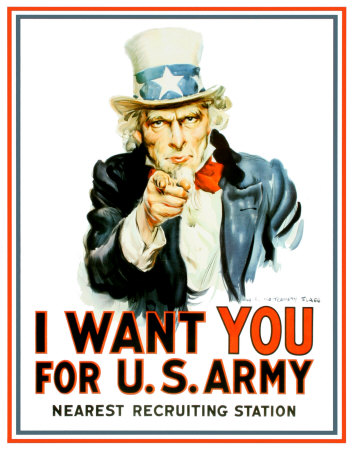 I WANT YOU
FOR U.S. ARMY
NEAREST RECRUITING STATION